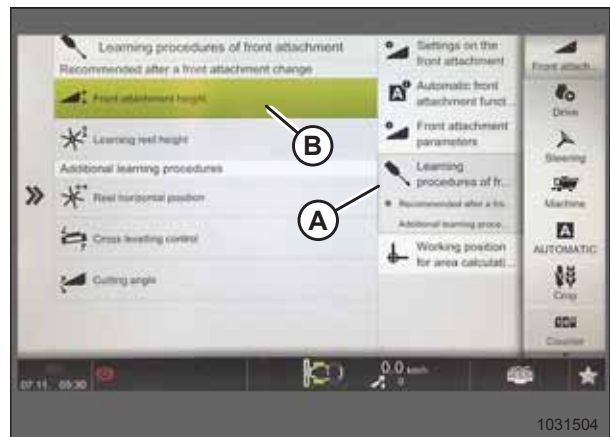 Learning procedures of front attachment
Recommended after a front attachment change
Front attachment height
Learning reel height
Additional learning procedures
Reel horizontal position
Cross levelling control
Cutting angle
B
A
Settings on the
front attachment
A
Automatic front
attachment funct...
Front attachment
parameters
Learning
procedures of fr...
Recommended after a fro...
Additional learning proce...
Working position
for area calculati...
Front attach...
Drive
Steering
Machine
A
AUTOMATIC
Crop
Counter
07.11 05:30
0.0 km/h
0
1031504